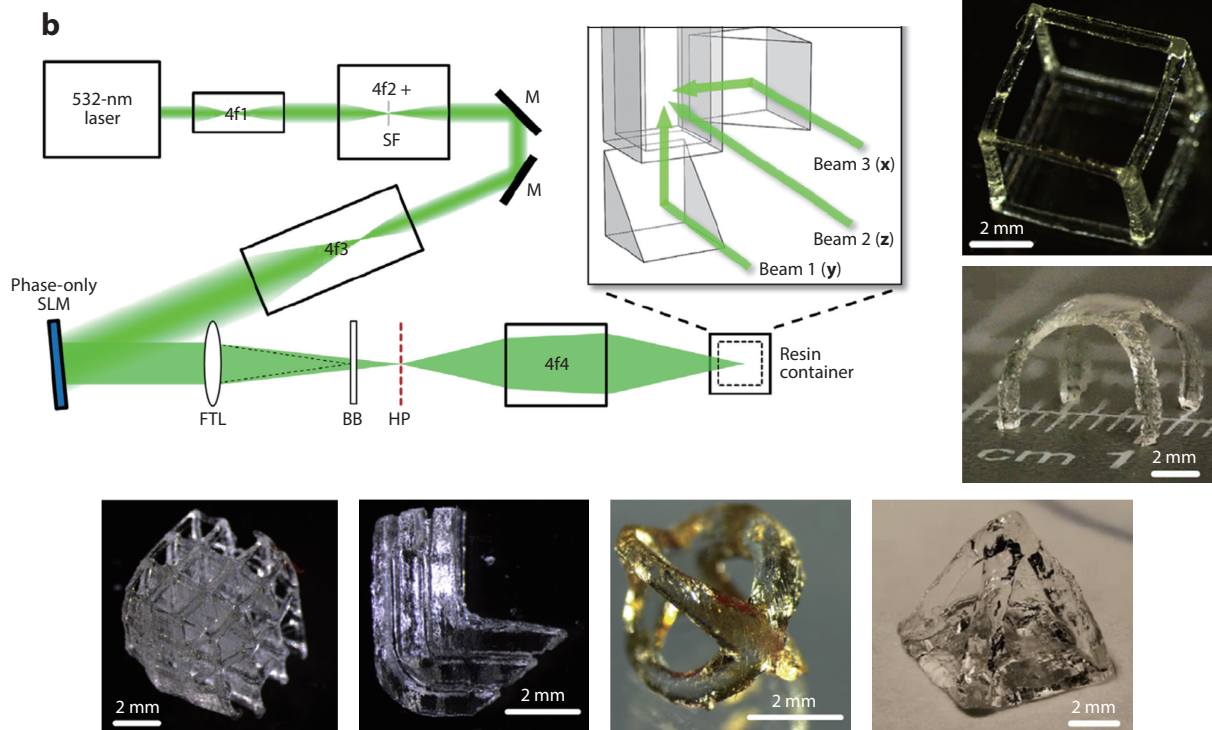 b
532-nm
laser
4f1
4f2 +
SF
M
M
4f3
Phase-only
SLM
FTL
BB
HP
4f4
Resin
container
Beam 3 (x)
Beam 2 (z)
Beam 1 (y)
2 mm
cm 1
2 mm
2 mm
2 mm
2 mm
2 mm